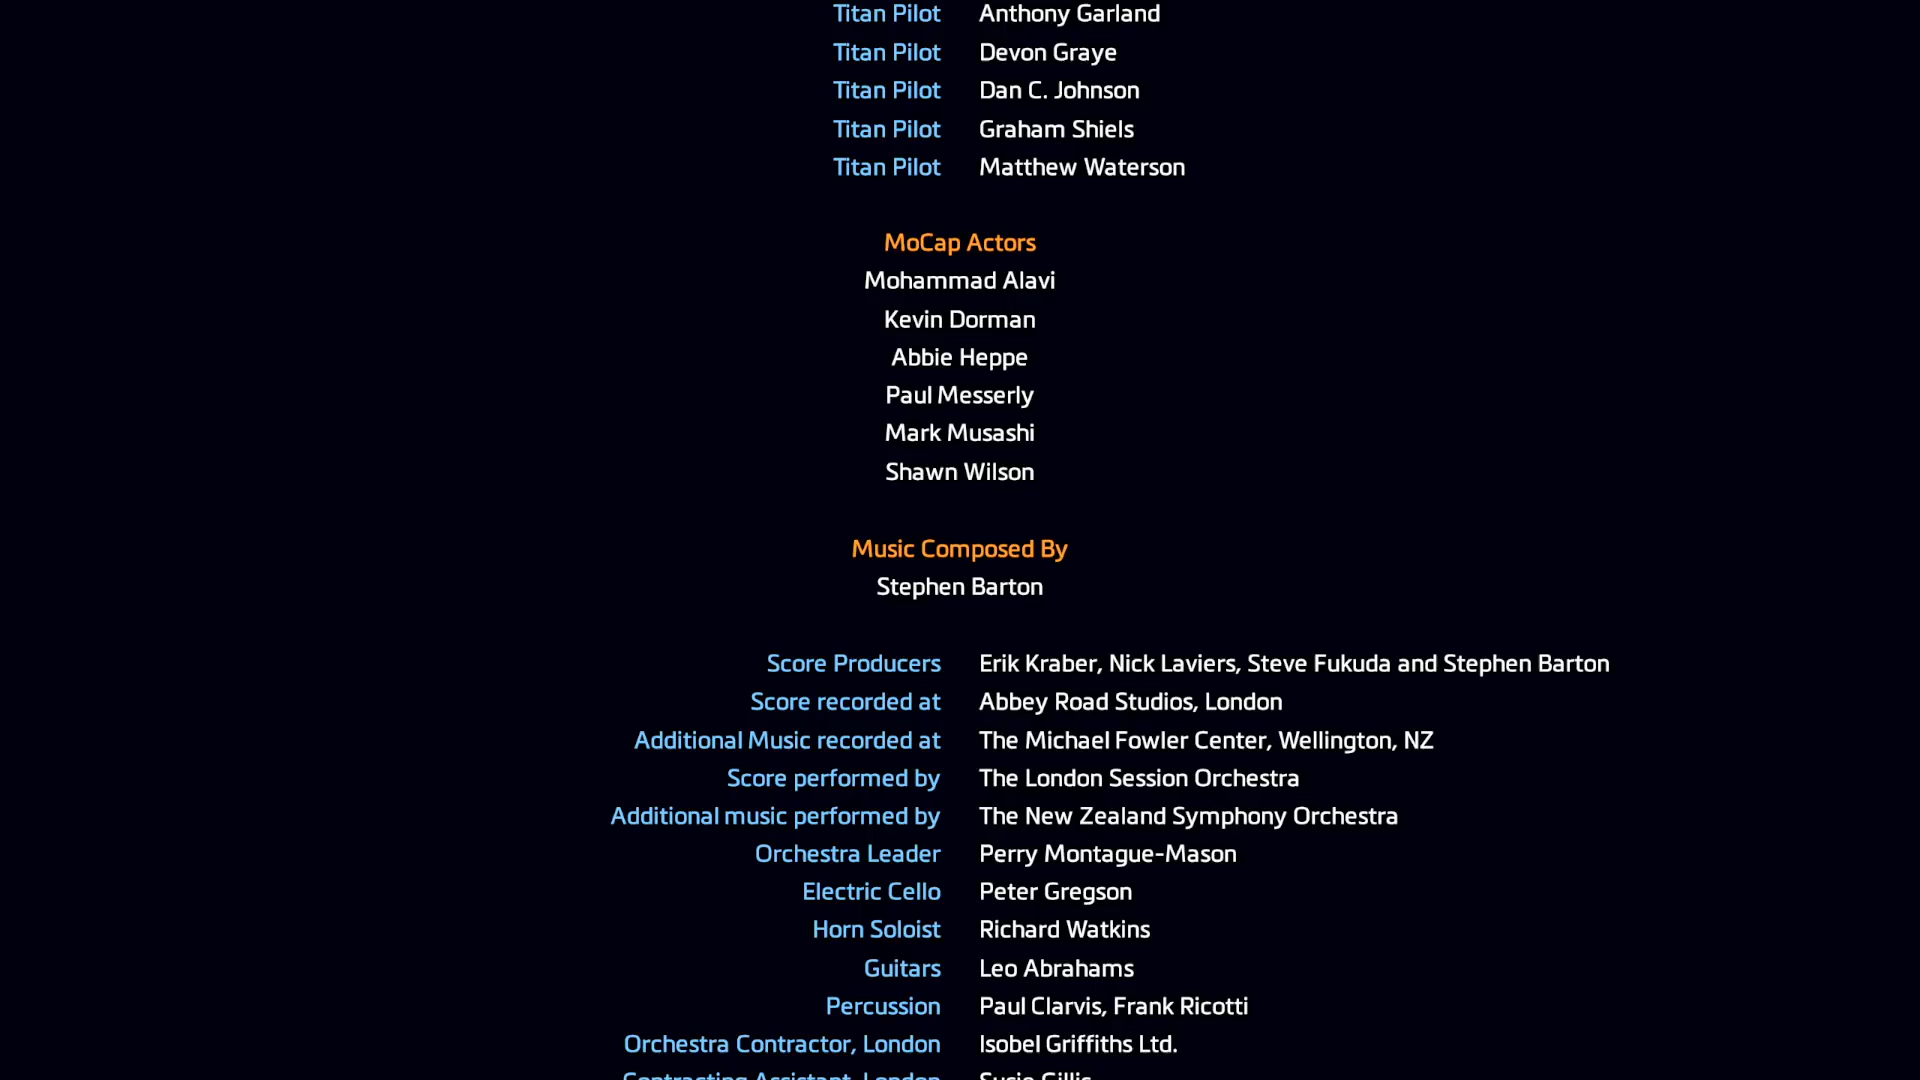 Titan Pilot Anthony Garland
Titan Pilot Devon Graye
Titan Pilot Dan C. Johnson
Titan Pilot Graham Shiels
Titan Pilot Matthew Waterson
MoCap Actors
Mohammad Alavi
Kevin Dorman
Abbie Heppe
Paul Messerly
Mark Musashi
Shawn Wilson
Music Composed By
Stephen Barton
Score Producers Erik Kraber, Nick Laviers, Steve Fukuda and Stephen Barton
Score recorded at Abbey Road Studios, London
Additional Music recorded at The Michael Fowler Center, Wellington, NZ
Score performed by The London Session Orchestra
Additional music performed by The New Zealand Symphony Orchestra
Orchestra Leader Perry Montague-Mason
Electric Cello Peter Gregson
Horn Soloist Richard Watkins
Guitars Leo Abrahams
Percussion Paul Clarvis, Frank Ricotti
Orchestra Contractor, London Isobel Griffiths Ltd.
Contracting Assistant, London Susie Gillis